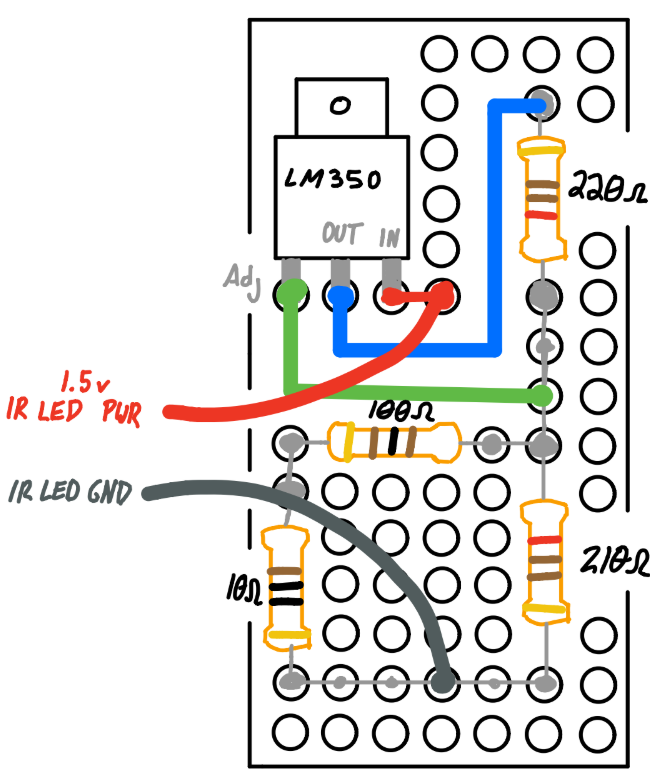 LM350
OUT IN
Adj
220Ω
1.5v
IR LED PWR
100Ω
IR LED GND
10Ω
210Ω